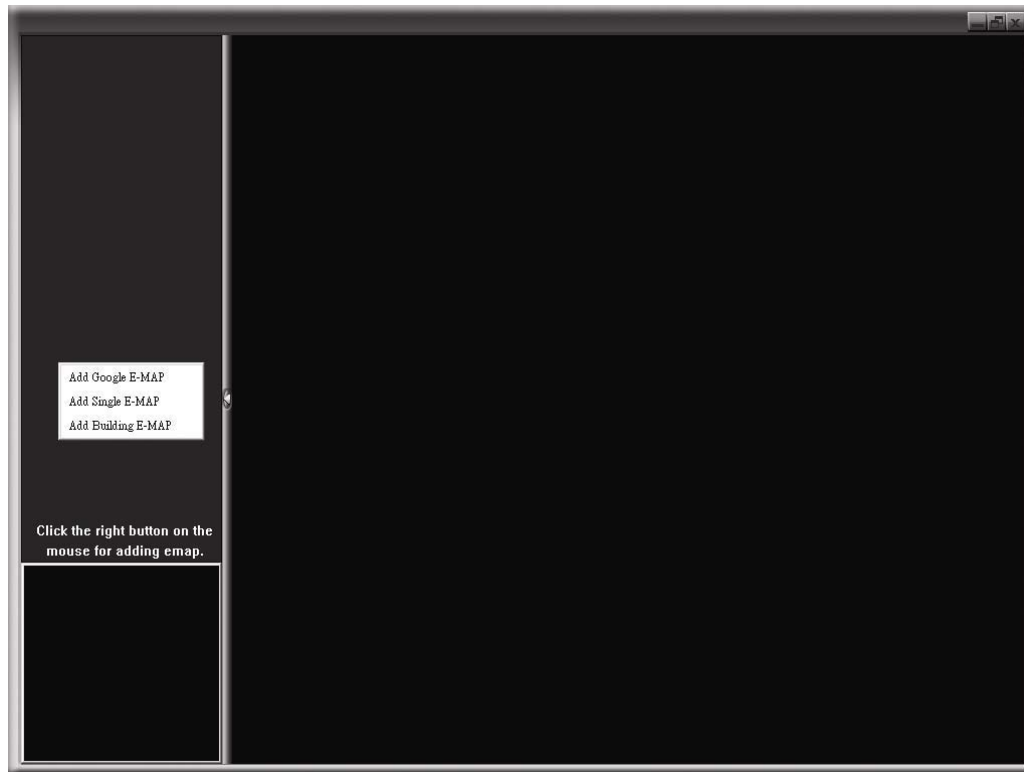 Add Google E-MAP
Add Single E-MAP
Add Building E-MAP
Click the right button on the
mouse for adding emap.